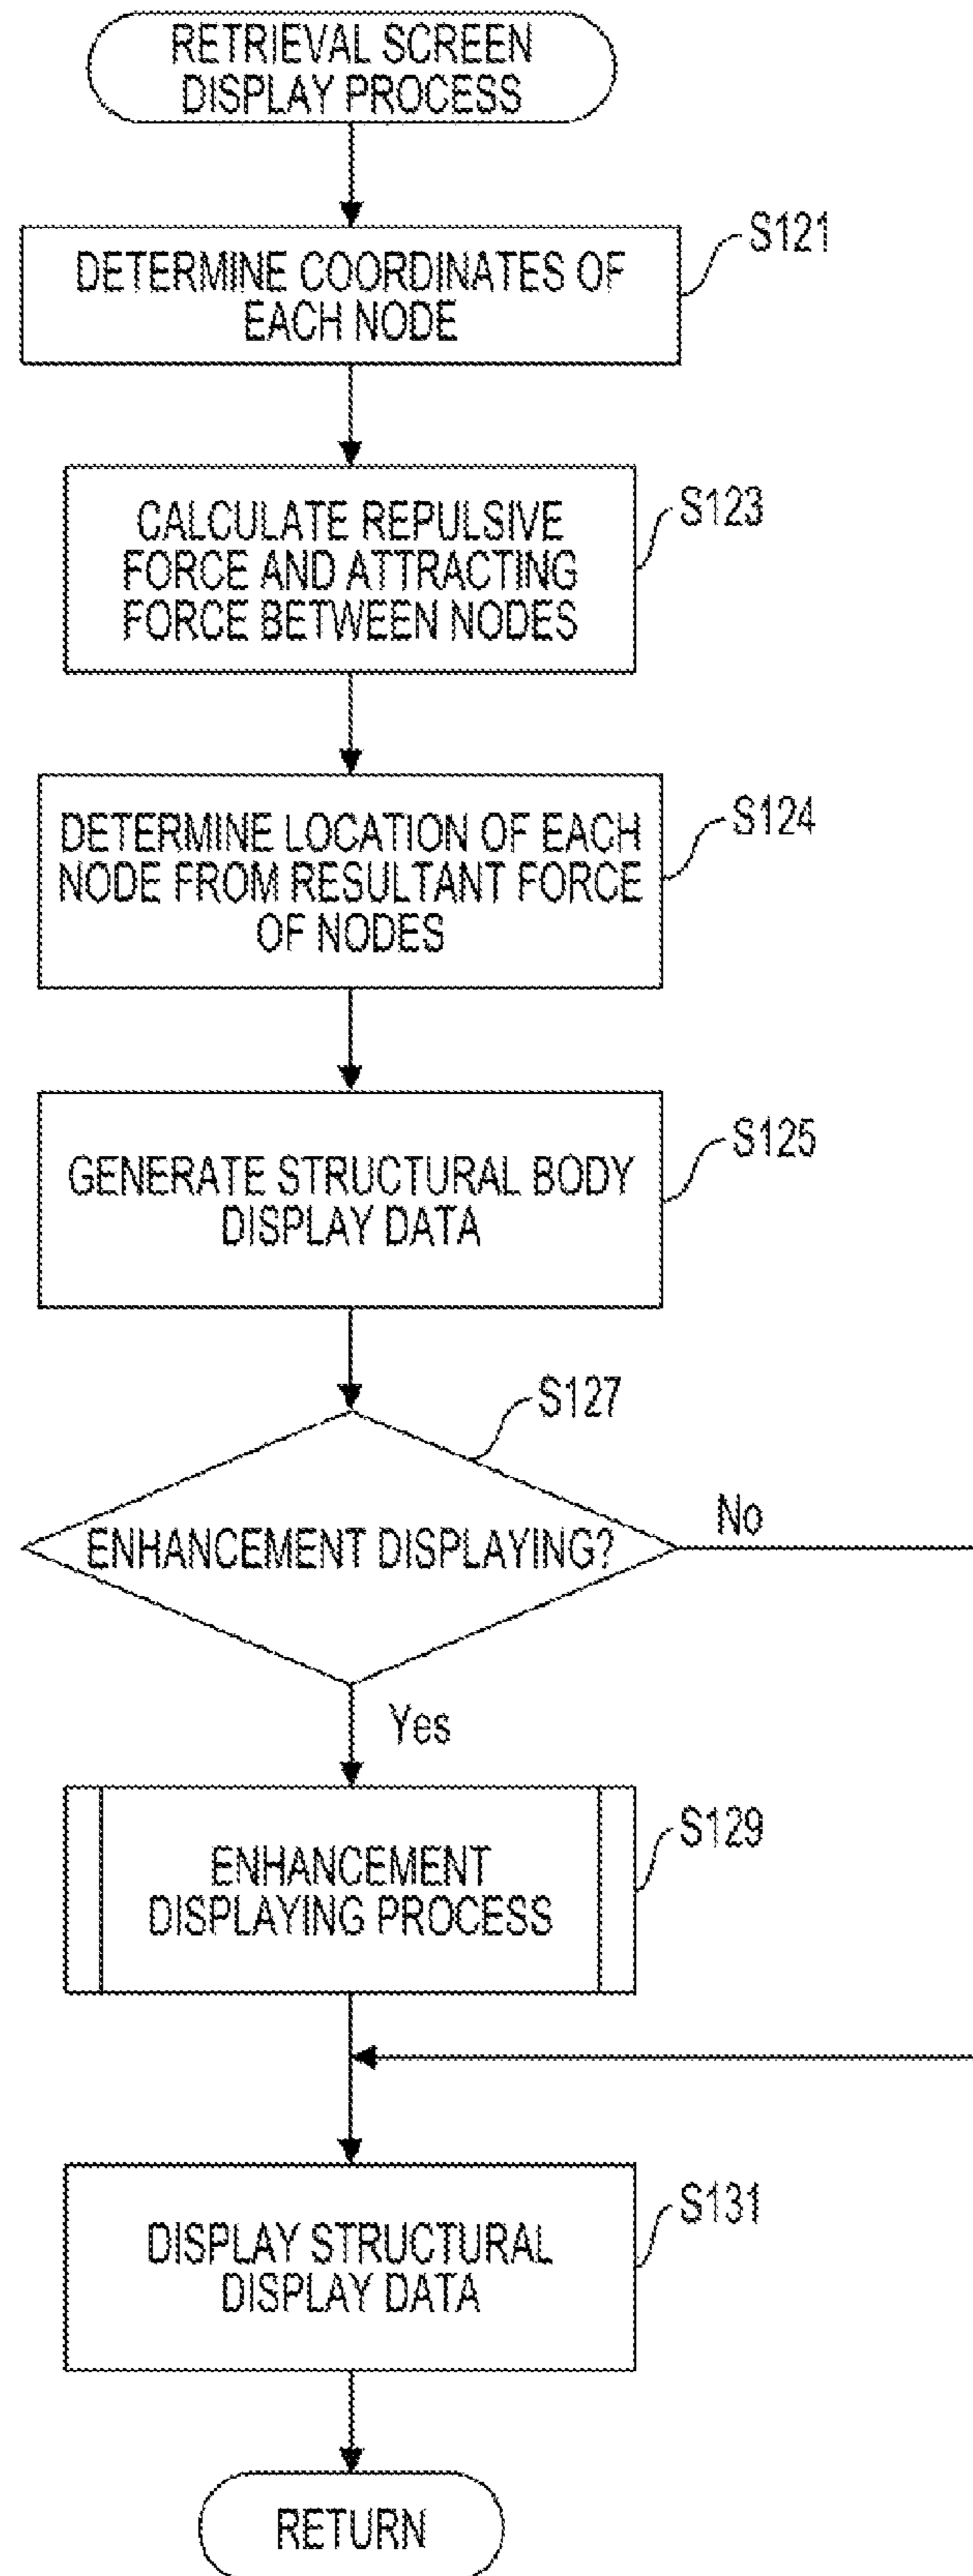 RETRIEVAL SCREEN
DISPLAY PROCESS
S121
DETERMINE COORDINATES OF
EACH NODE
S123
CALCULATE REPULSIVE
FORCE AND ATTRACTING
FORCE BETWEEN NODES
S124
DETERMINE LOCATION OF EACH
NODE FROM RESULTANT FORCE
OF NODES
S125
GENERATE STRUCTURAL BODY
DISPLAY DATA
S127
ENHANCEMENT DISPLAYING?
No
Yes
S129
ENHANCEMENT
DISPLAYING PROCESS
S131
DISPLAY STRUCTURAL
DISPLAY DATA
RETURN